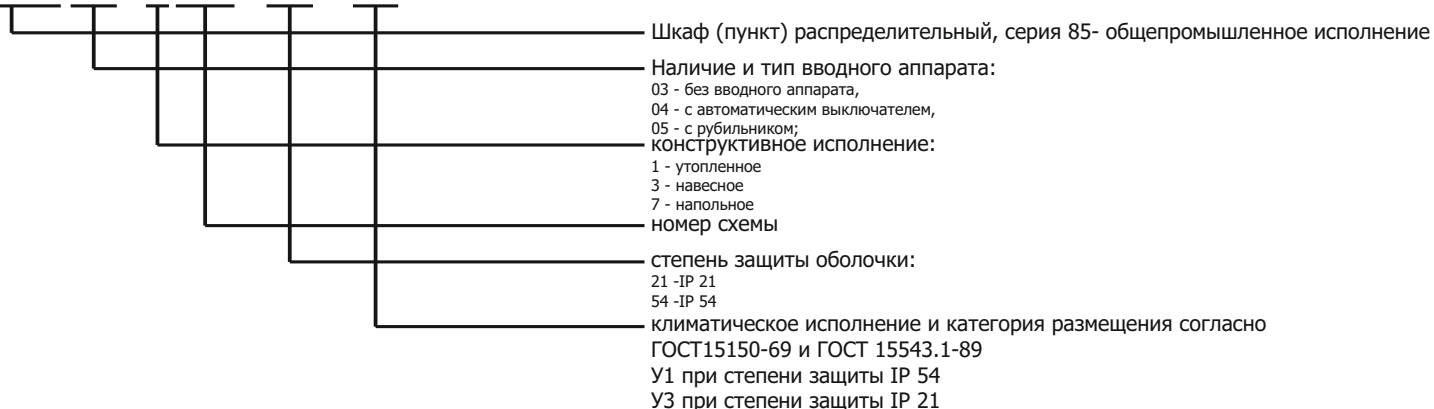 Шкаф (пункт) распределительный, серия 85- общепромышленное исполнение
Наличие и тип вводного аппарата:
03 - без вводного аппарата,
04 - с автоматическим выключателем,
05 - с рубильником;
конструктивное исполнение:
1 - утопленное
3 - навесное
7 - напольное
номер схемы
степень защиты оболочки:
21 -IP 21
54 -IP 54
климатическое исполнение и категория размещения согласно
ГОСТ15150-69 и ГОСТ 15543.1-89
У1 при степени защиты IP 54
У3 при степени защиты IP 21